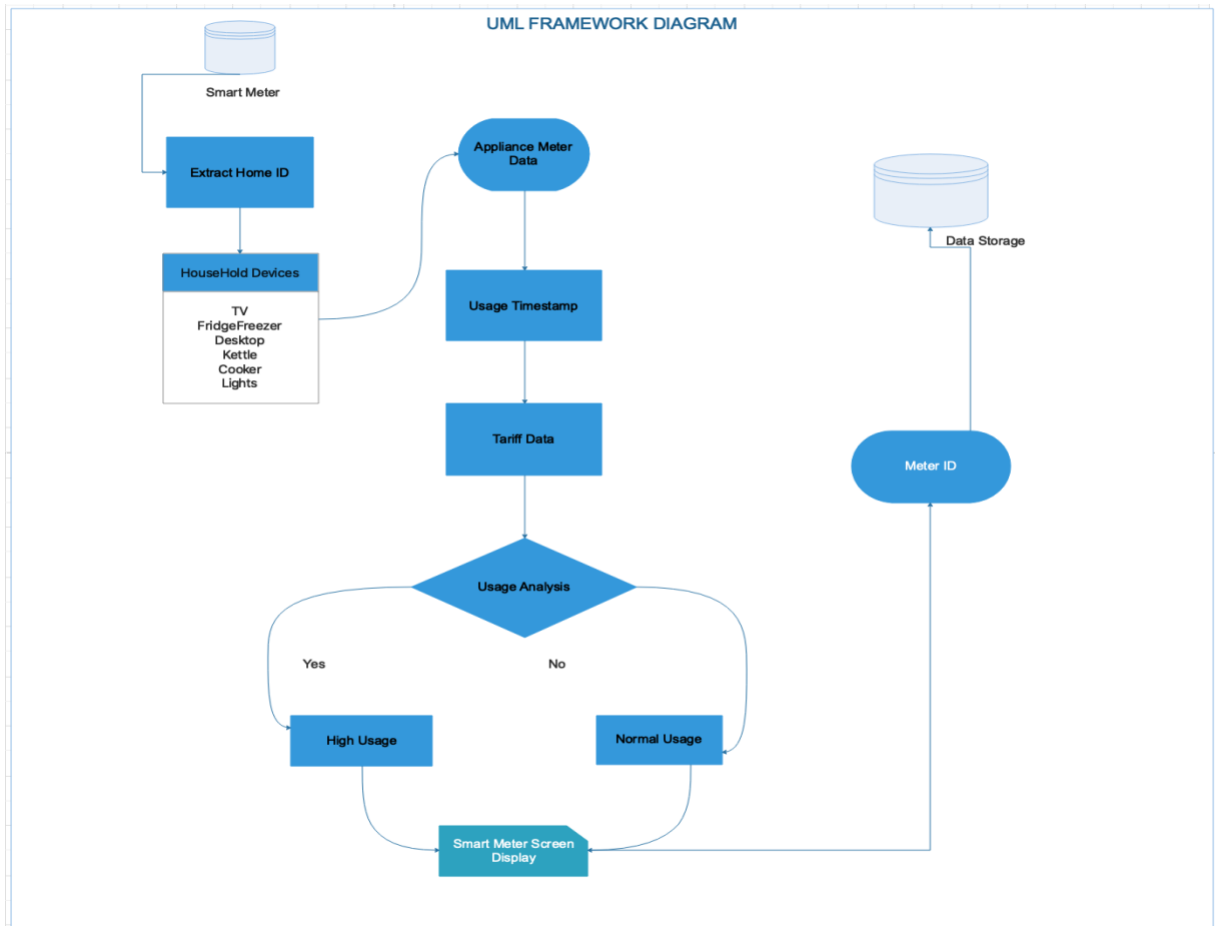 UML FRAMEWORK DIAGRAM
Smart Meter
Extract Home ID
HouseHold Devices
TV
FridgeFreezer
Desktop
Kettle
Cooker
Lights
Appliance Meter
Data
Usage Timestamp
Tariff Data
Usage Analysis
Yes
No
High Usage
Normal Usage
Smart Meter Screen
Display
Meter ID
Data Storage